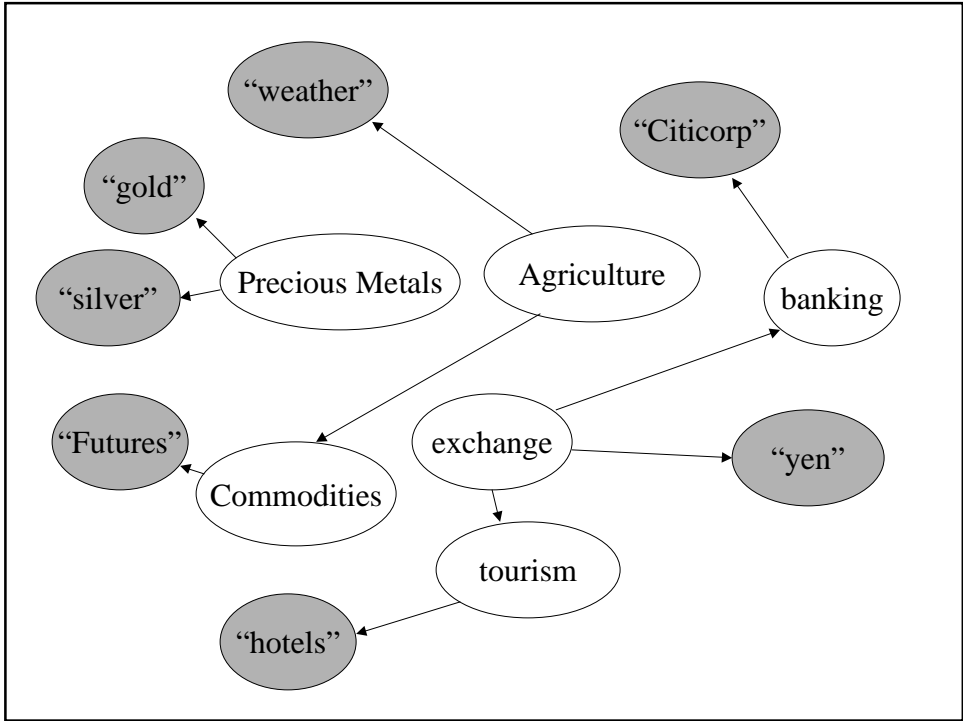 “weather”
“Citicorp”
“gold”
Precious Metals
Agriculture
“silver”
banking
“Futures”
exchange
“yen”
Commodities
tourism
“hotels”